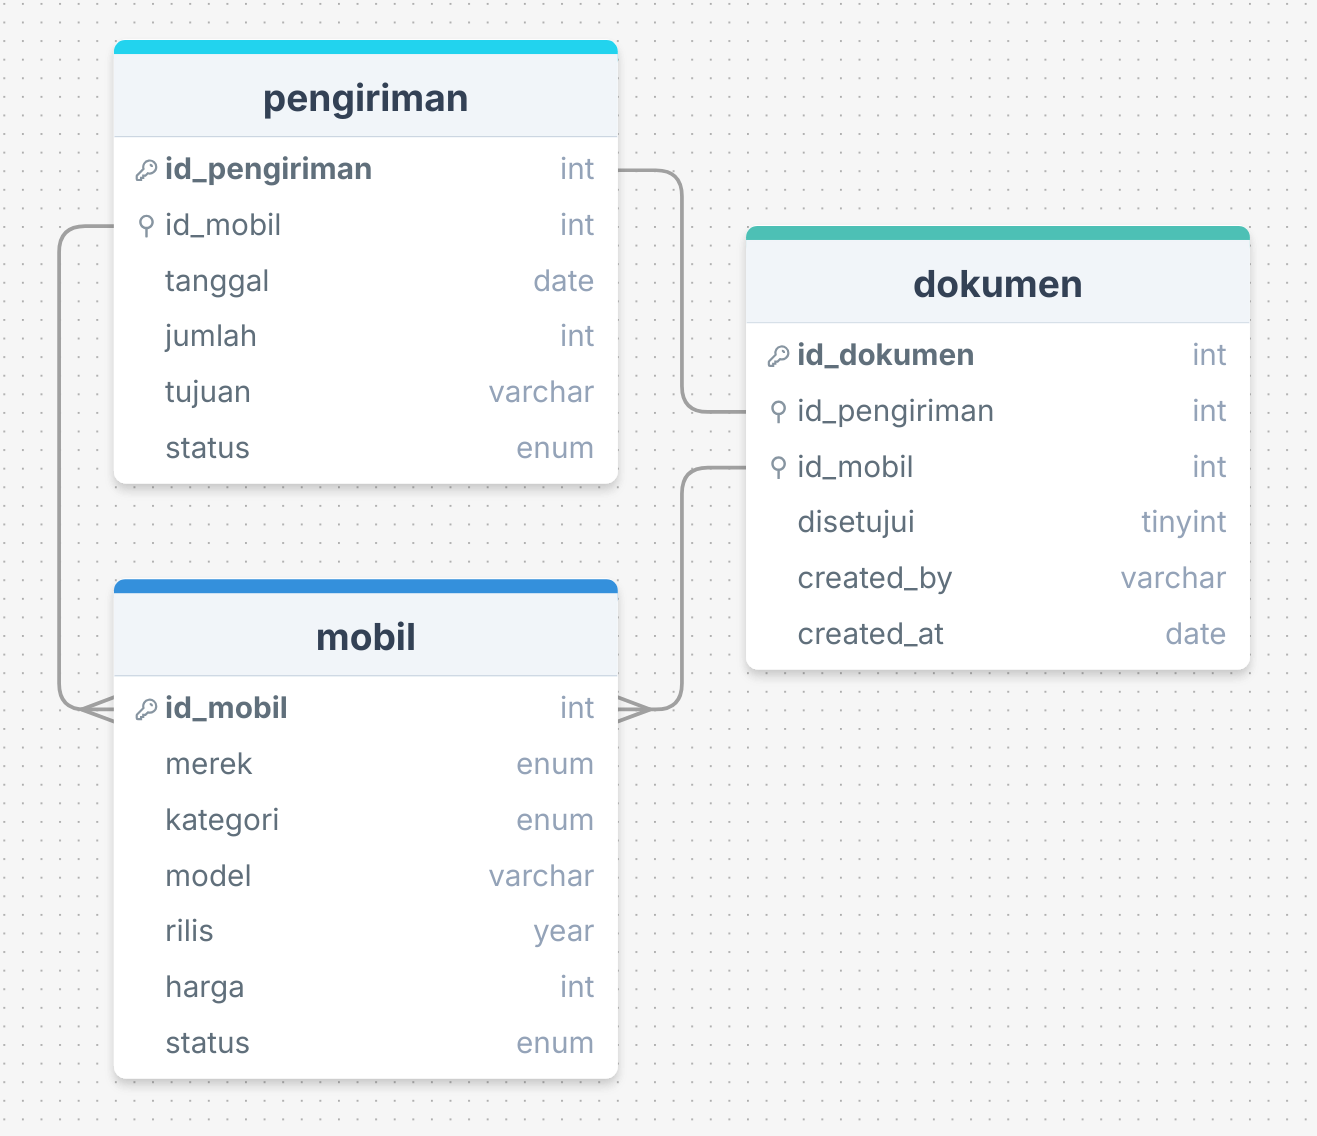 pengiriman
id_pengiriman int
id_mobil int
tanggal date
jumlah int
tujuan varchar
status enum
dokumen
id_dokumen int
id_pengiriman int
id_mobil int
disetujui tinyint
created_by varchar
created_at date
mobil
id_mobil int
merek enum
kategori enum
model varchar
rilis year
harga int
status enum